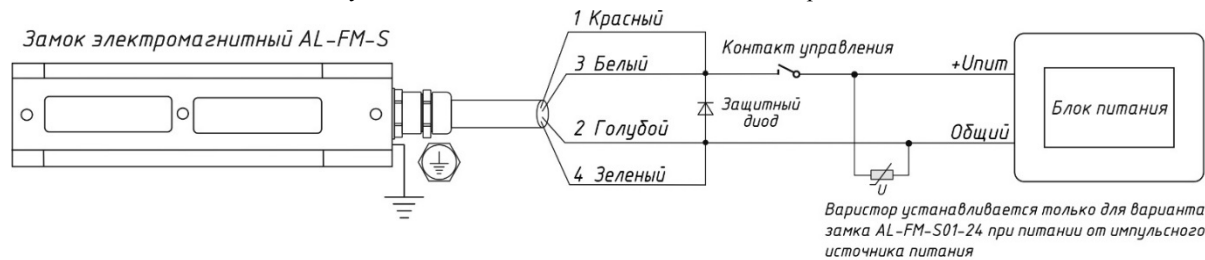 Замок электромагнитный AL-FM-S
1 Красный
3 Белый
2 Голубой
4 Зеленый
Контакт управления
Защитный
диод
+Uпит
Общий
Блок питания
U
Варистор устанавливается только для варианта
замка AL-FM-S01-24 при питании от импульсного
источника питания